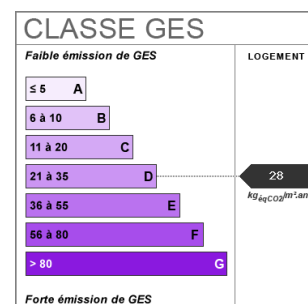 CLASSE GES
Faible émission de GES
LOGEMENT
≤ 5 A
6 à 10 B
11 à 20 C
21 à 35 D
28
kgéqCO2/m².an
36 à 55 E
56 à 80 F
> 80 G
Forte émission de GES